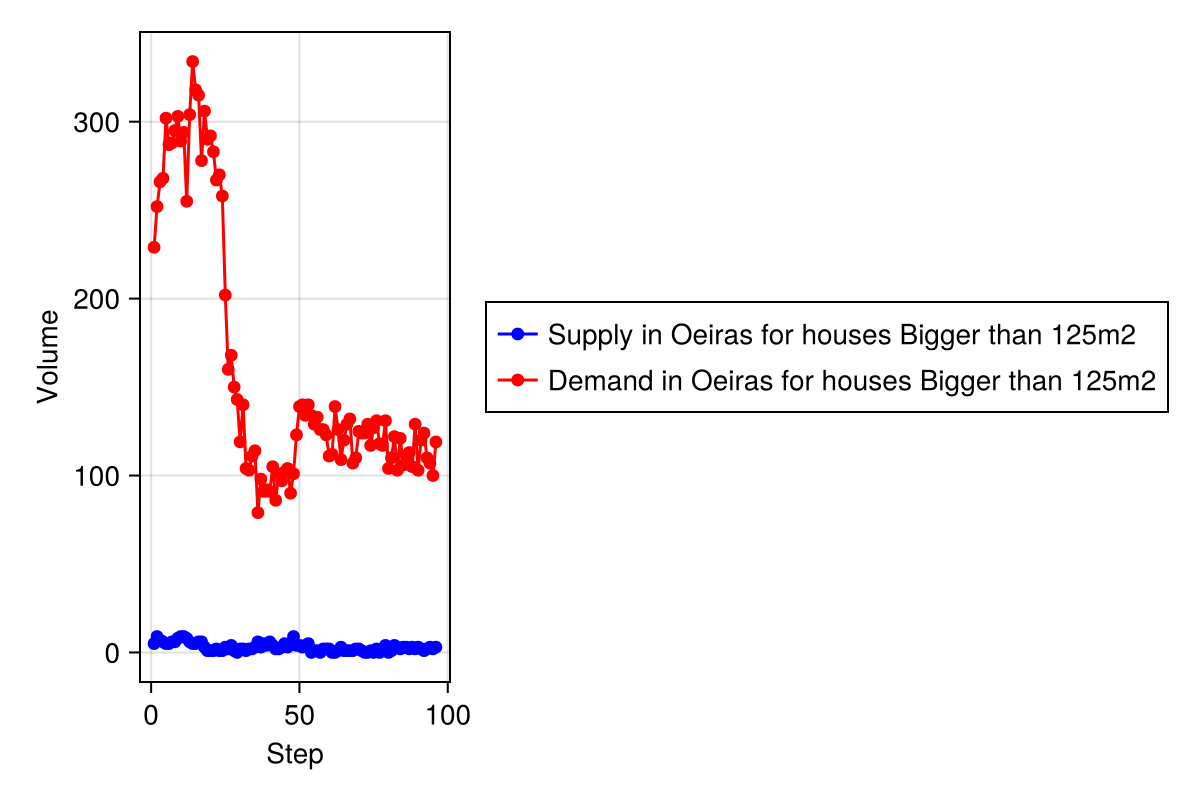 300
200
100
0
Volume
0 50 100
Step
Supply in Oeiras for houses Bigger than 125m2
Demand in Oeiras for houses Bigger than 125m2